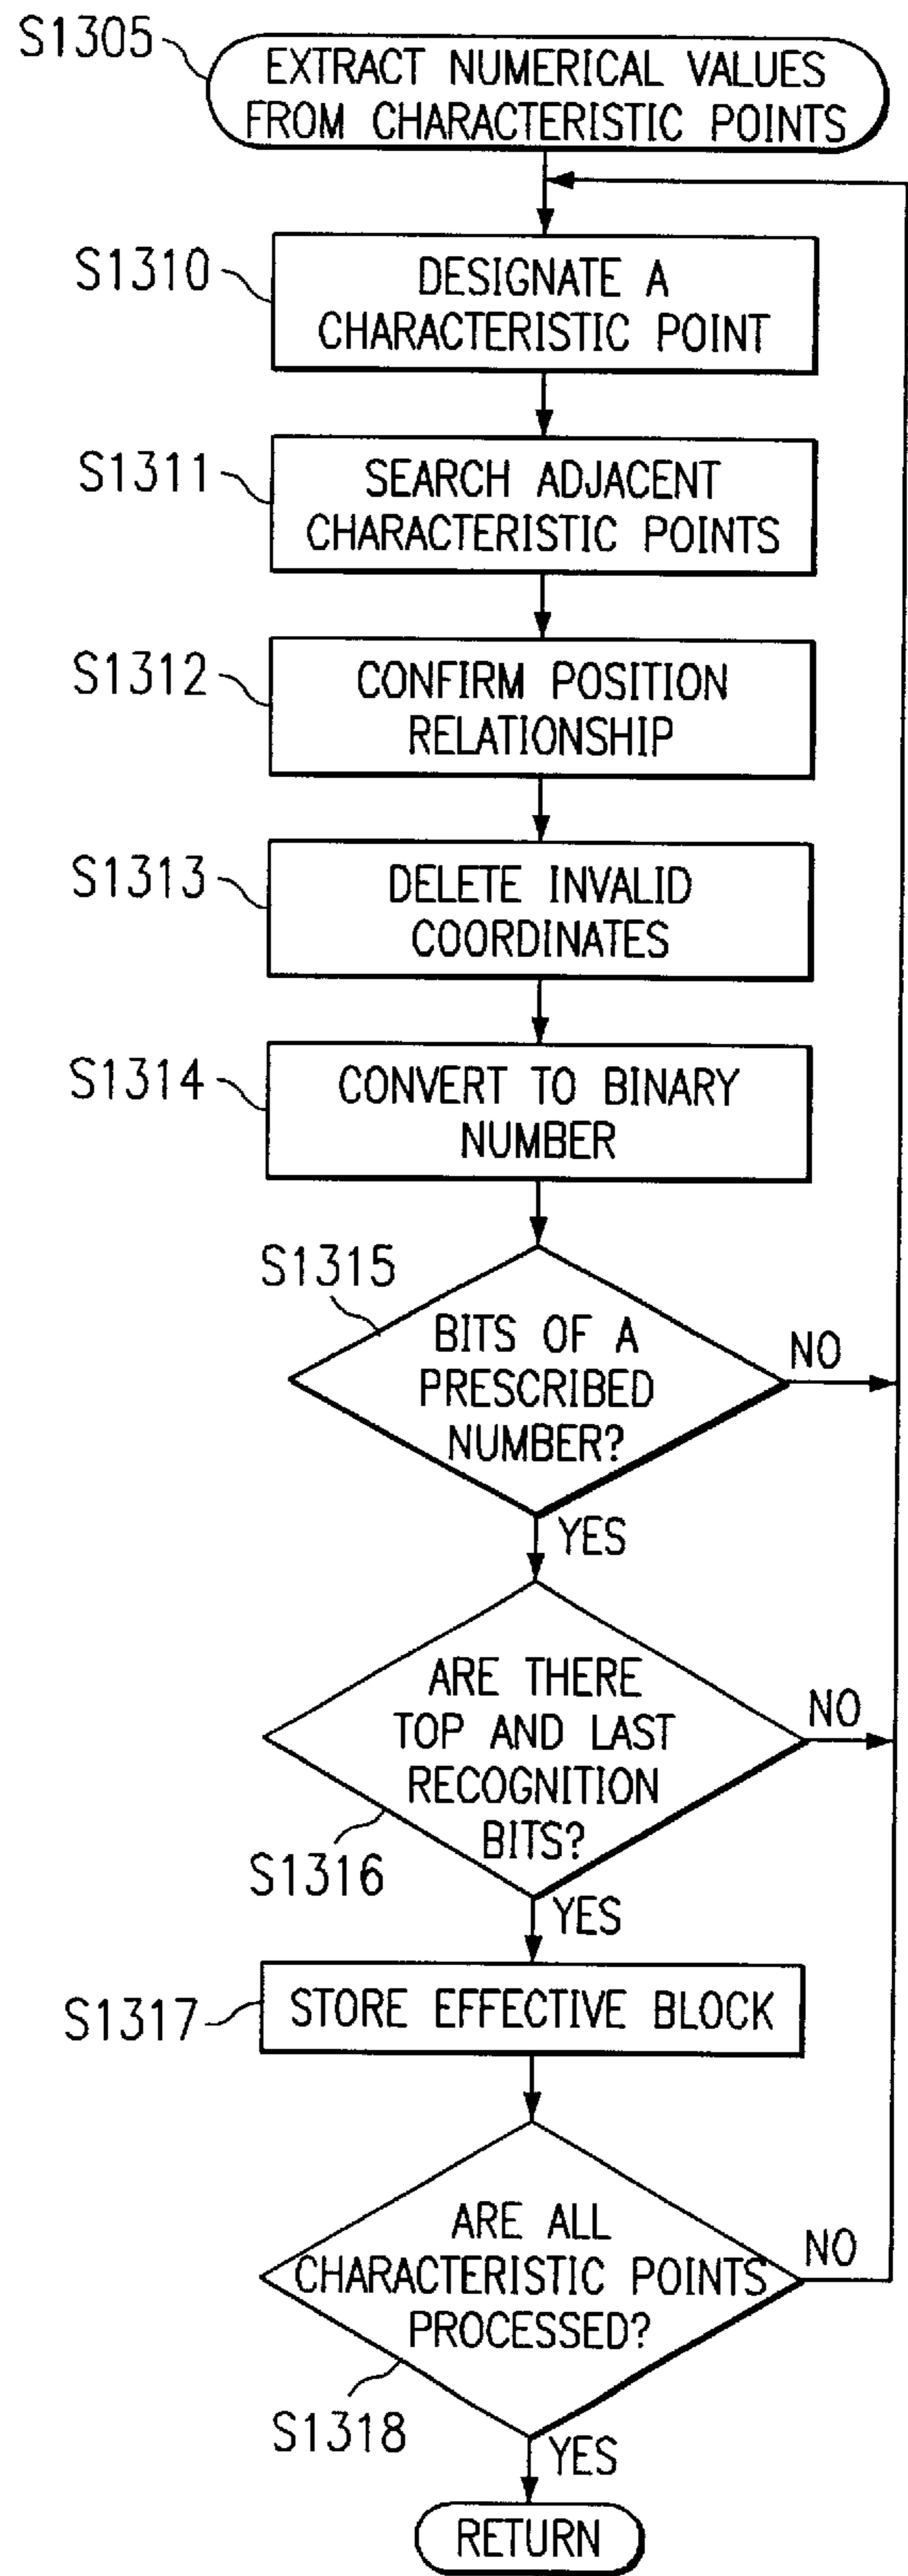 S1305
EXTRACT NUMERICAL VALUES
FROM CHARACTERISTIC POINTS
S1310
DESIGNATE A
CHARACTERISTIC POINT
S1311
SEARCH ADJACENT
CHARACTERISTIC POINTS
S1312
CONFIRM POSITION
RELATIONSHIP
S1313
DELETE INVALID
COORDINATES
S1314
CONVERT TO BINARY
NUMBER
S1315
BITS OF A
PRESCRIBED
NUMBER?
NO
YES
ARE THERE
TOP AND LAST
RECOGNITION
BITS?
NO
S1316
YES
S1317
STORE EFFECTIVE BLOCK
ARE ALL
CHARACTERISTIC POINTS
PROCESSED?
NO
S1318
YES
RETURN